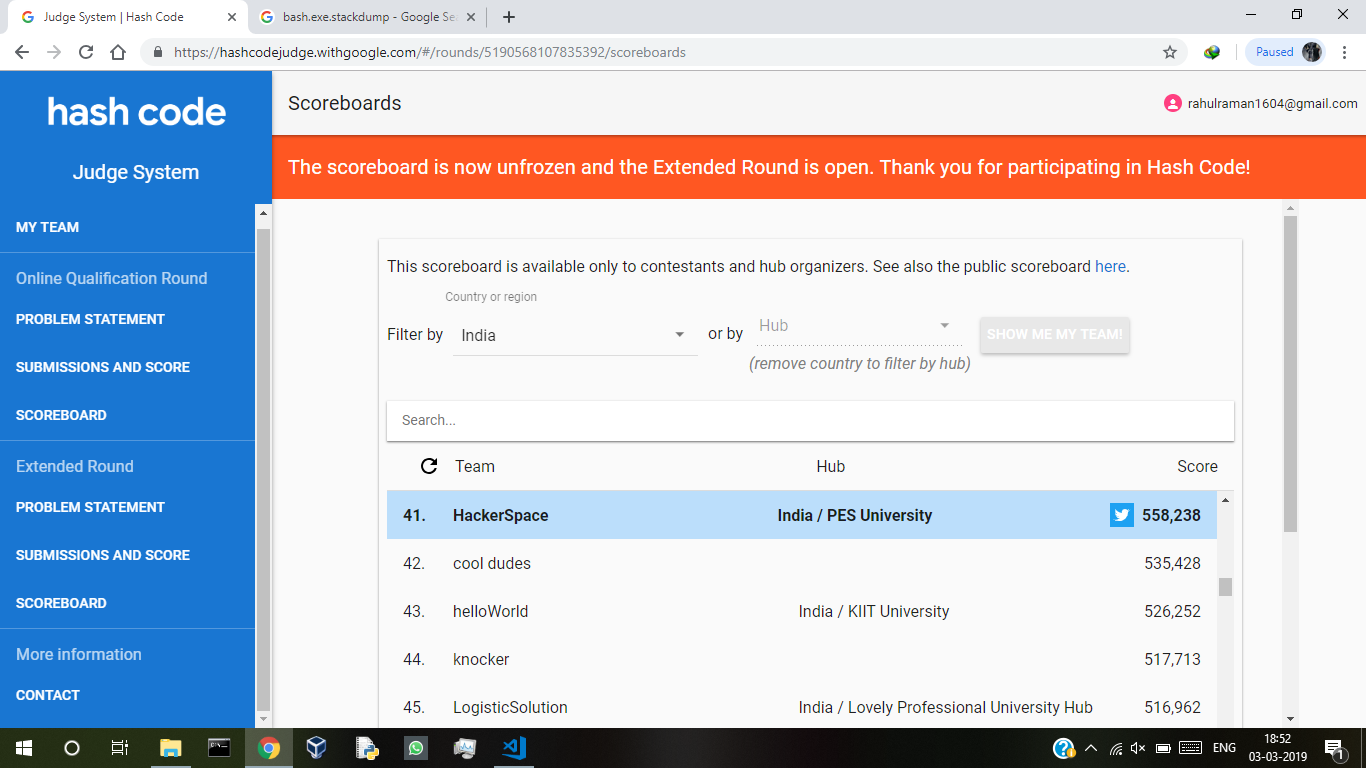 Judge System | Hash Code
bash.exe.stackdump - Google Se
https://hashcodejudge.withgoogle.com/#/rounds/5190568107835392/scoreboards
Paused
hash code
Judge System
MY TEAM
Online Qualification Round
PROBLEM STATEMENT
SUBMISSIONS AND SCORE
SCOREBOARD
Extended Round
PROBLEM STATEMENT
SUBMISSIONS AND SCORE
SCOREBOARD
More information
CONTACT
Scoreboards
rahulraman1604@gmail.com
The scoreboard is now unfrozen and the Extended Round is open. Thank you for participating in Hash Code!
This scoreboard is available only to contestants and hub organizers. See also the public scoreboard here.
Country or region
Filter by India or by Hub SHOW ME MY TEAM!
(remove country to filter by hub)
Search...
Team Hub Score
41. HackerSpace India / PES University 558,238
42. cool dudes 535,428
43. helloWorld India / KIIT University 526,252
44. knocker 517,713
45. LogisticSolution India / Lovely Professional University Hub 516,962
ENG
18:52
03-03-2019
1